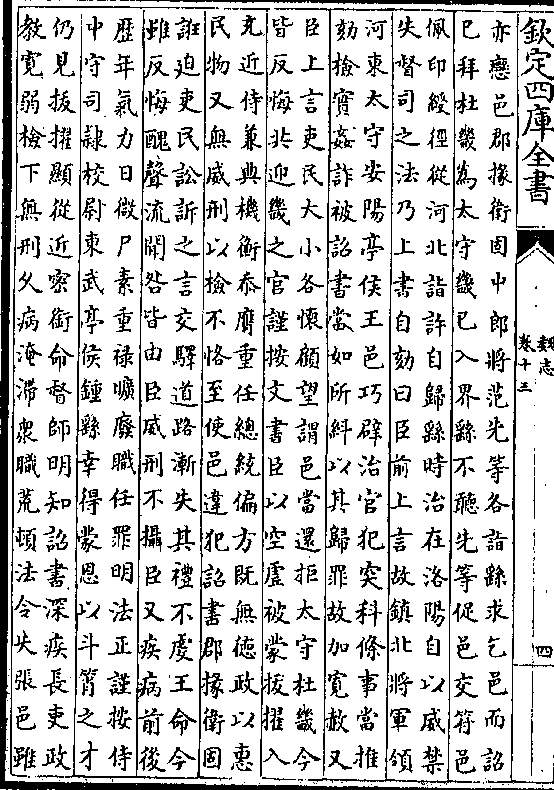 欽定四庫全書
魏志
卷十三
四
亦戀邑郡掾衛固中郎將范先等各詣繇求乞邑而詔
已拜杜畿為太守畿已入界繇不聽先等促邑交符邑
佩印綬徑從河北詣許自歸繇時治在洛陽自以威禁
失督司之法乃上書自劾曰臣前上言故鎮北將軍領
河東太守安陽亭侯王邑巧辟治官犯突科條事當推
劾檢實姦詐被詔書當如所糾以其歸罪故加寬赦又
臣上言吏民大小各懷顧望謂邑當還拒太守杜畿今
皆反悔共迎畿之官謹按文書臣以空虛被蒙拔擢入
充近侍兼典機衡忝膺重任總統偏方既無德政以惠
民物又無威刑以檢不恪至使邑違犯詔書郡掾衛固
誑迫吏民訟訴之言交驛道路漸失其禮不虔王命今
雖反悔醜聲流聞咎皆由臣威刑不攝臣又疾病前後
厯年氣力日微尸素重祿曠廢職任罪明法正謹按侍
中守司隸校尉東武亭侯鍾繇幸得蒙恩以斗筲之才
仍見拔擢顯從近密銜命督師明知詔書深疾長吏政
教寛弱檢下無刑久病淹滯衆職荒頓法令失張邑雖